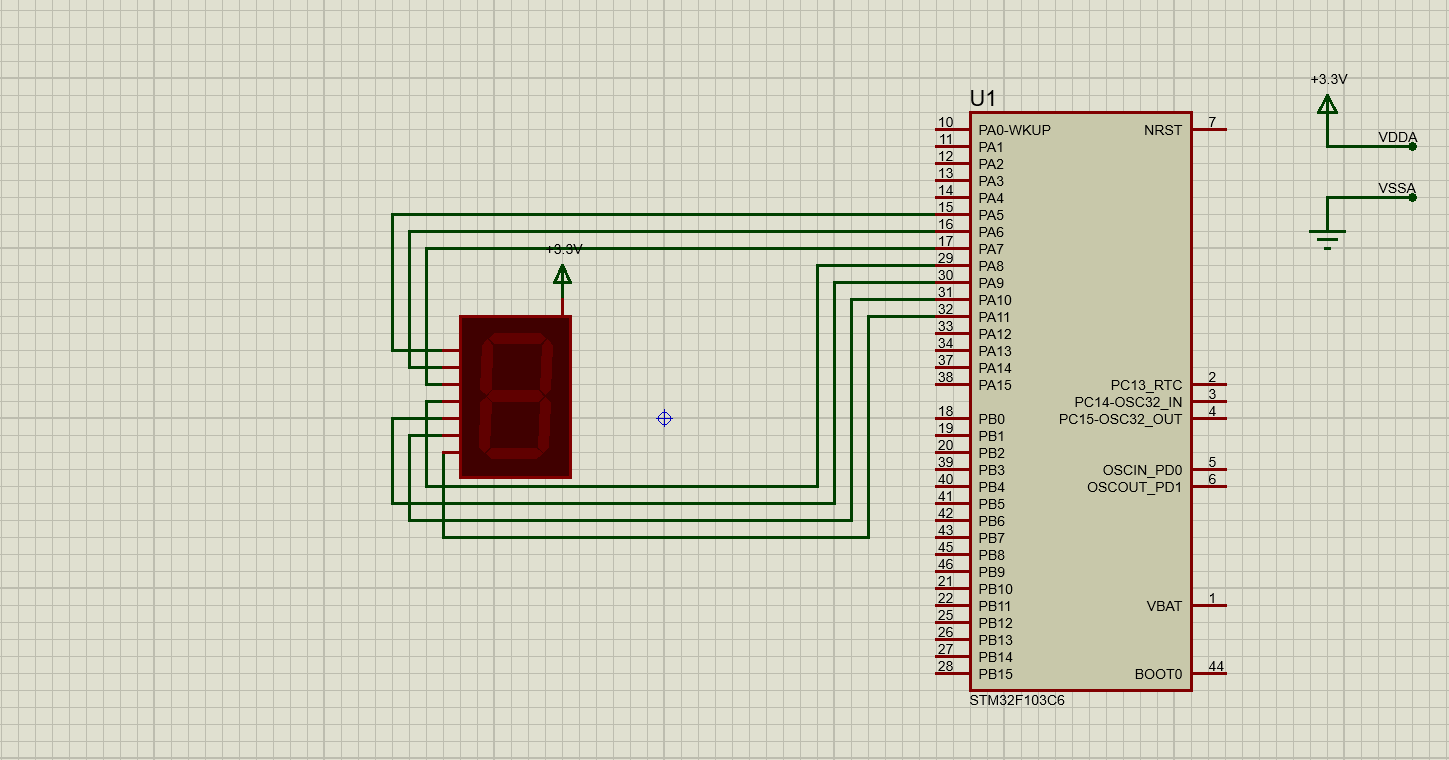 +3.3V
U1
10 PA0-WKUP NRST 7
11 PA1
VDDA
12 PA2
13 PA3
14 PA4
VSSA
15 PA5
16 PA6
17 PA7
+3.3V
29 PA8
30 PA9
31 PA10
32 PA11
33 PA12
34 PA13
37 PA14
38 PA15 PC13_RTC 2
PC14-OSC32_IN 3
18 PB0 PC15-OSC32_OUT 4
19 PB1
20 PB2
39 PB3 OSCIN_PD0 5
40 PB4 OSCOUT_PD1 6
41 PB5
42 PB6
43 PB7
45 PB8
46 PB9
21 PB10
22 PB11 VBAT 1
25 PB12
26 PB13
27 PB14
28 PB15 BOOT0 44
STM32F103C6